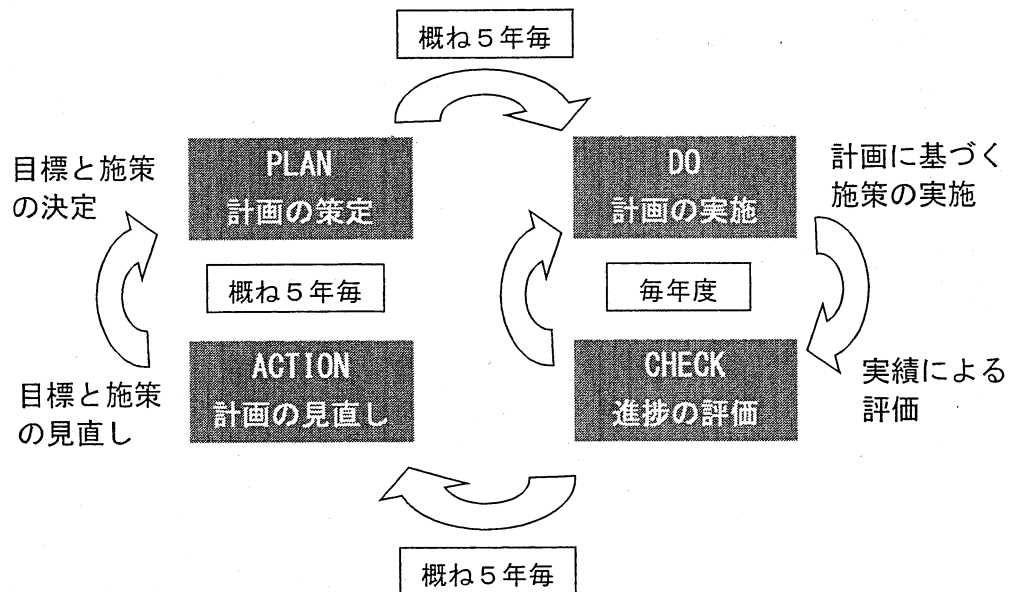 概ね５年毎
目標と施策
の決定
PLAN
計画の策定
DO
計画の実施
計画に基づく
施策の実施
概ね５年毎
毎年度
目標と施策
の見直し
ACTION
計画の見直し
CHECK
進捗の評価
実績による
評価
概ね５年毎